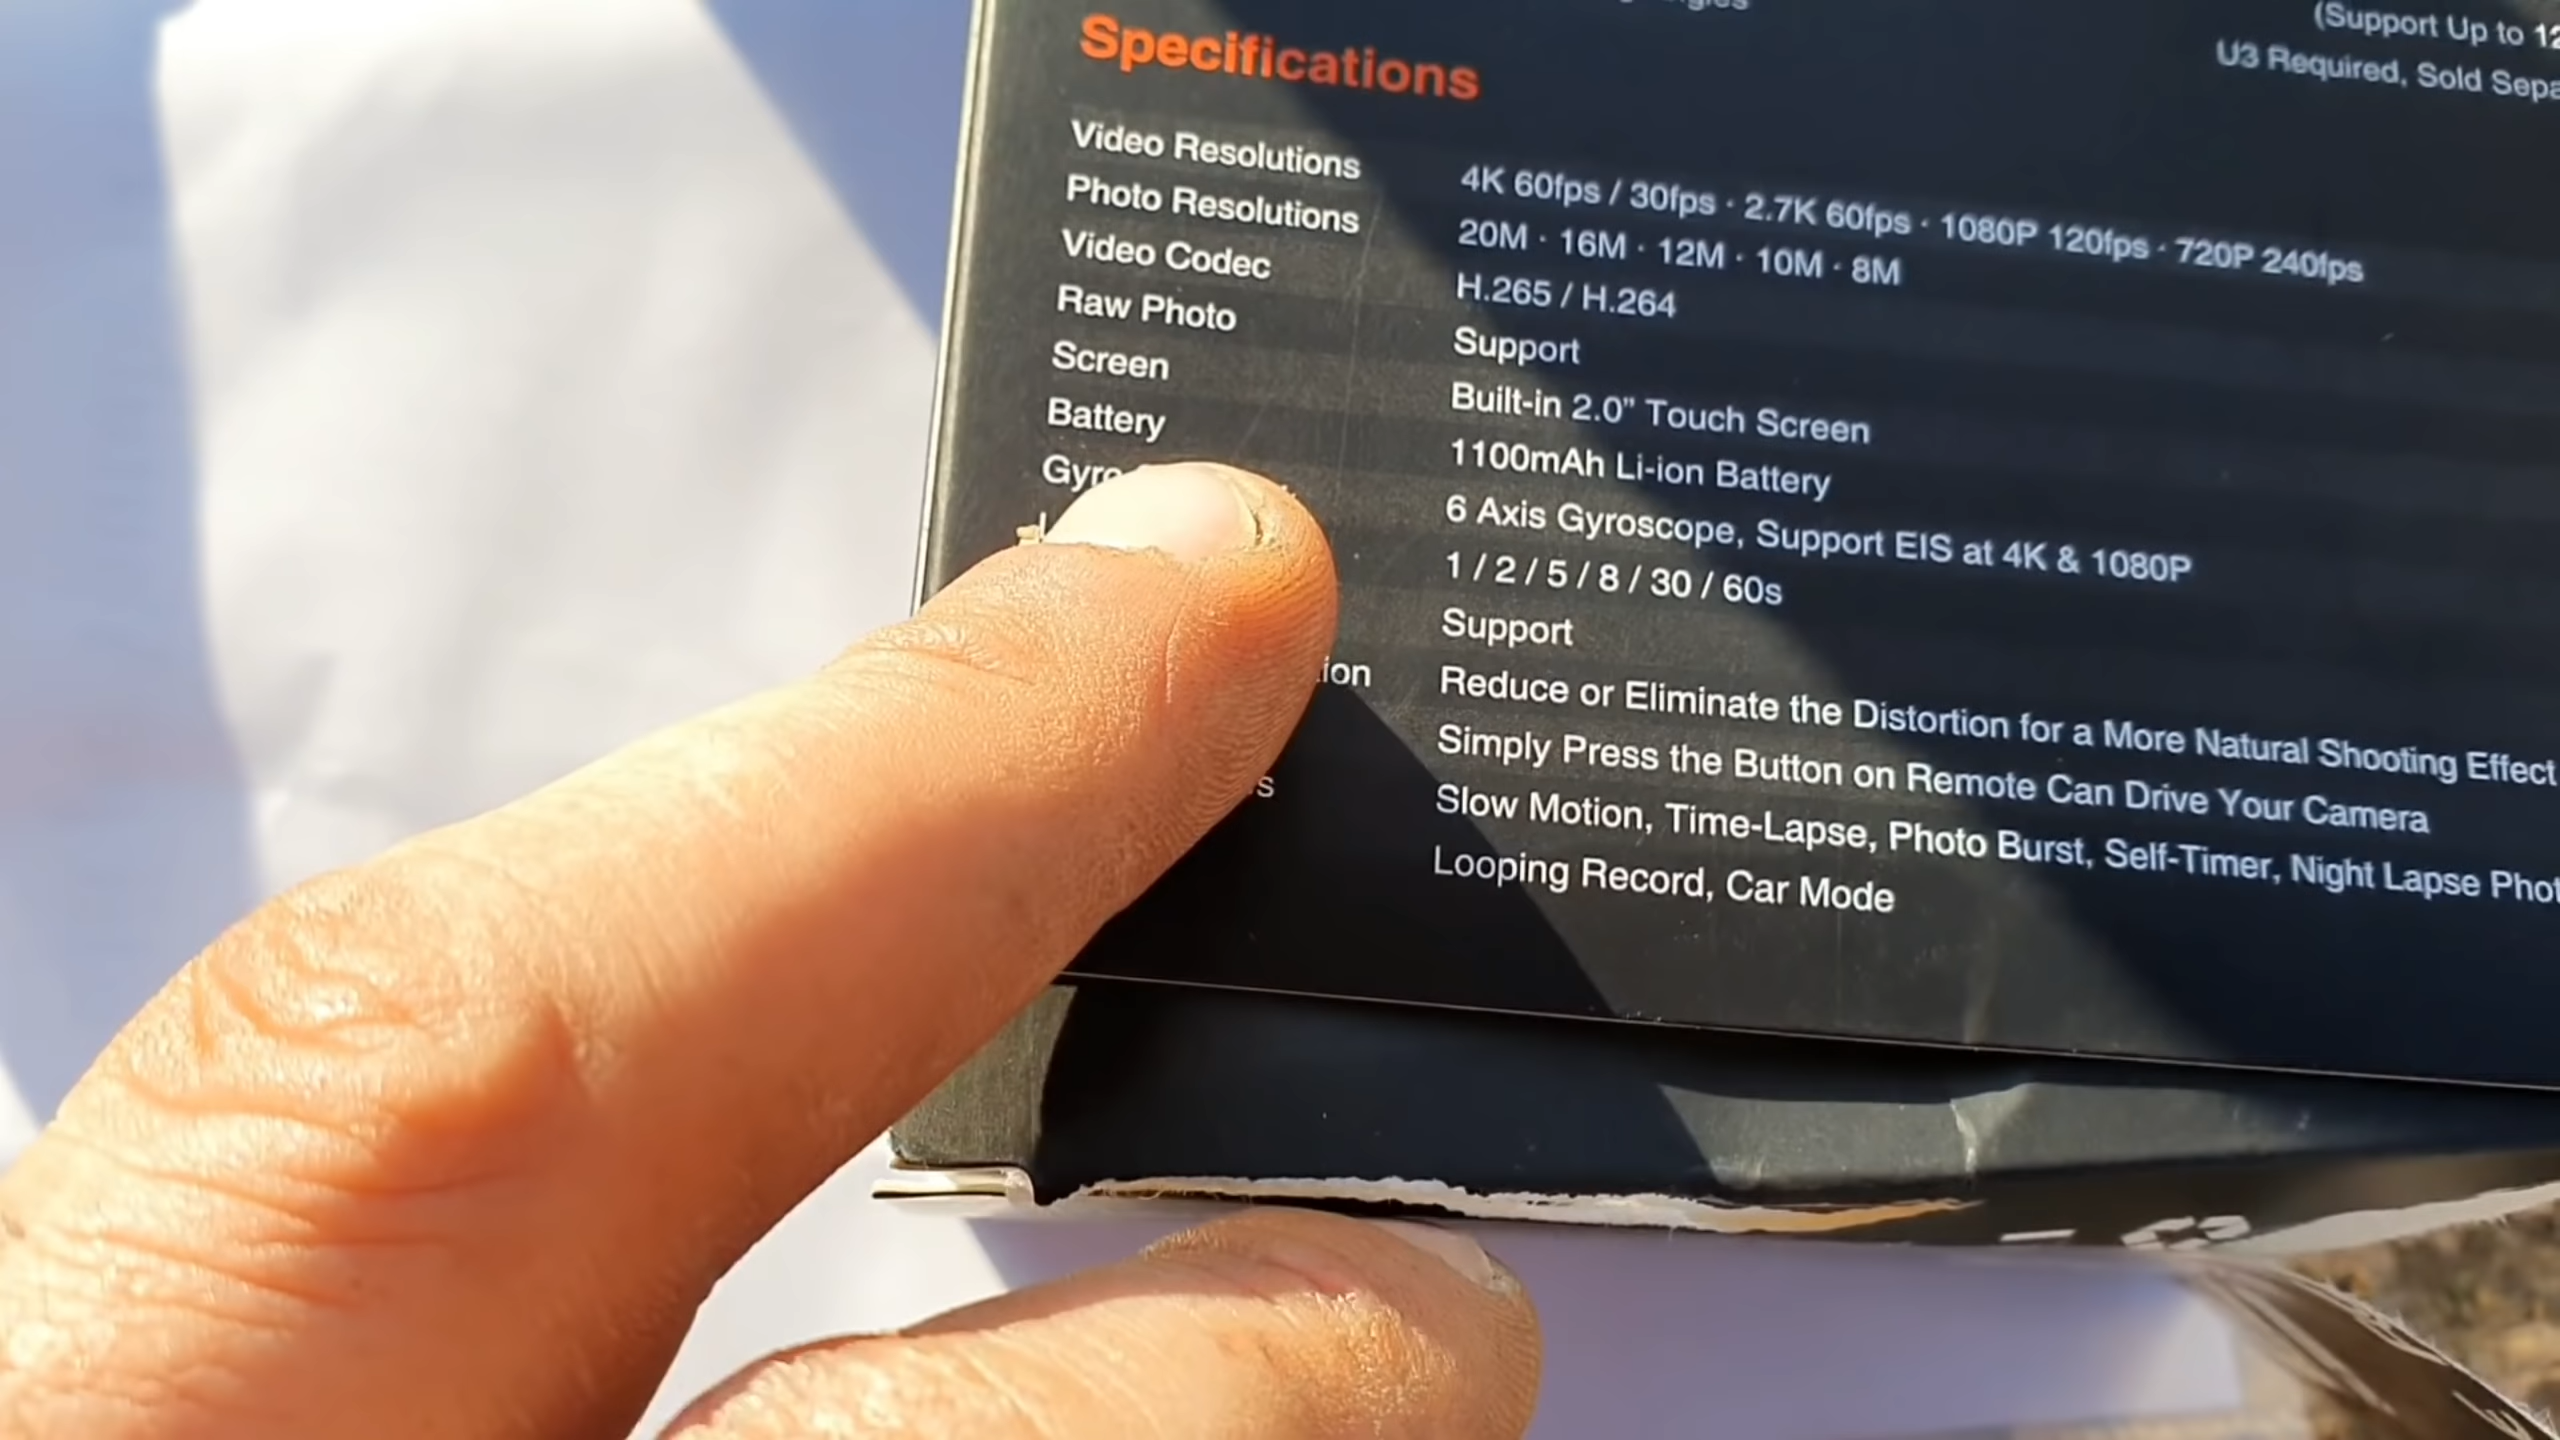 (Support Up to
U3 Required, Sold
Specifications
Video Resolutions 4K 60fps / 30fps · 2.7K 60fps · 1080P 120fps · 720P 240fps
Photo Resolutions 20M · 16M · 12M · 10M · 8M
Video Codec H.265 / H.264
Raw Photo Support
Screen Built-in 2.0" Touch Screen
Battery 1100mAh Li-ion Battery
6 Axis Gyroscope, Support EIS at 4K & 1080P
1 / 2 / 5 / 8 / 30 / 60s
Support
Reduce or Eliminate the Distortion for a More Natural Shooting Effect
Simply Press the Button on Remote Can Drive Your Camera
Slow Motion, Time-Lapse, Photo Burst, Self-Timer, Night Lapse
Looping Record, Car Mode